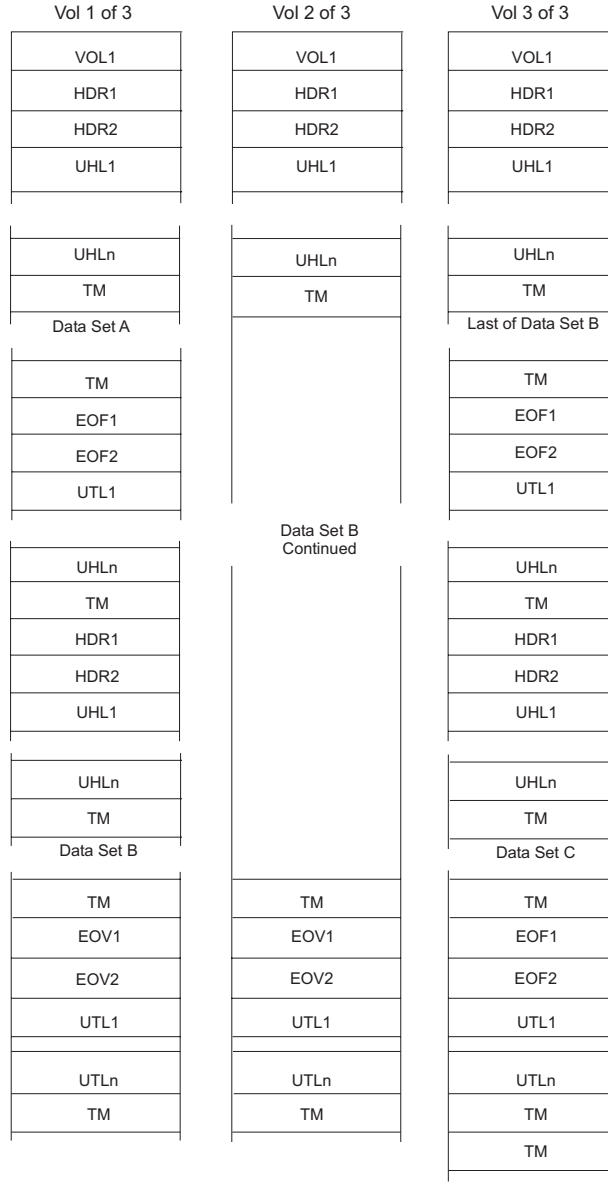 Vol 1 of 3
VOL1
HDR1
HDR2
UHL1
UHLn
TM
Data Set A
TM
EOF1
EOF2
UTL1
UHLn
TM
HDR1
HDR2
UHL1
UHLn
TM
Data Set B
TM
EOV1
EOV2
UTL1
UTLn
TM
Vol 2 of 3
VOL1
HDR1
HDR2
UHL1
UHLn
TM
Data Set B
Continued
TM
EOV1
EOV2
UTL1
UTLn
TM
Vol 3 of 3
VOL1
HDR1
HDR2
UHL1
UHLn
TM
Last of Data Set B
TM
EOF1
EOF2
UTL1
UHLn
TM
HDR1
HDR2
UHL1
UHLn
TM
Data Set C
TM
EOF1
EOF2
UTL1
UTLn
TM
TM